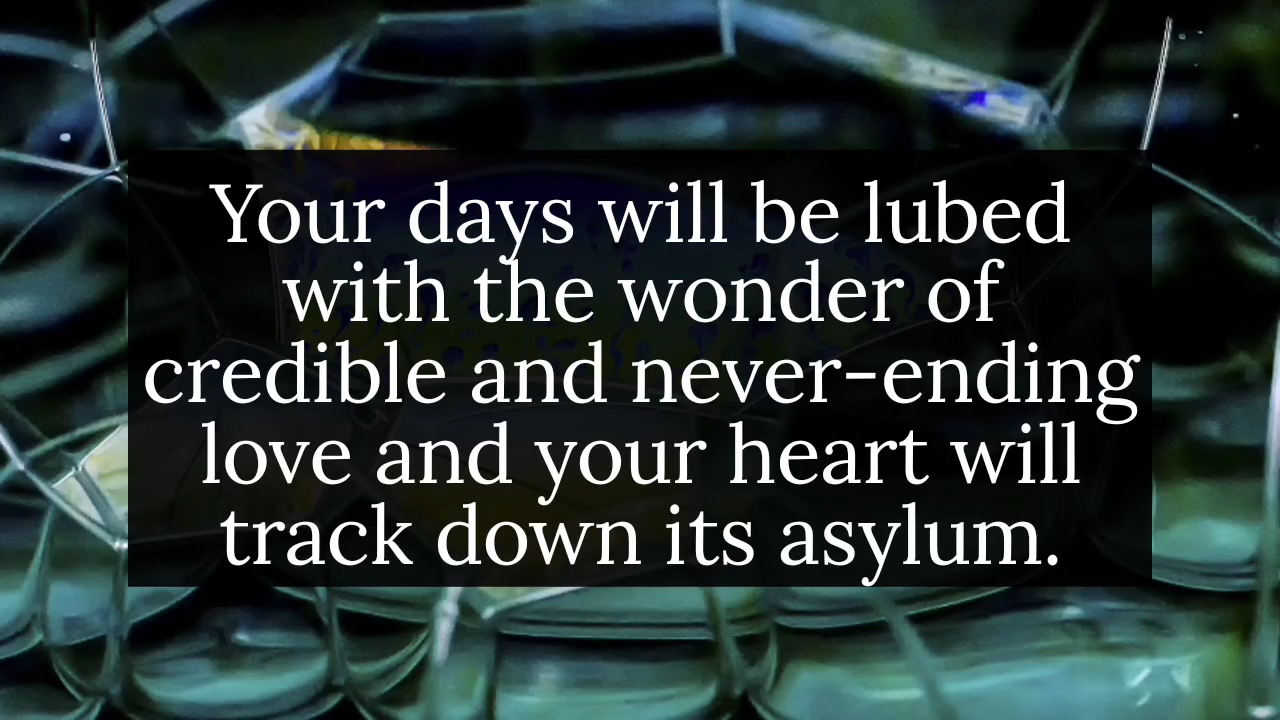 Your days will be lubed
with the wonder of
credible and never-ending
love and your heart will
track down its asylum.